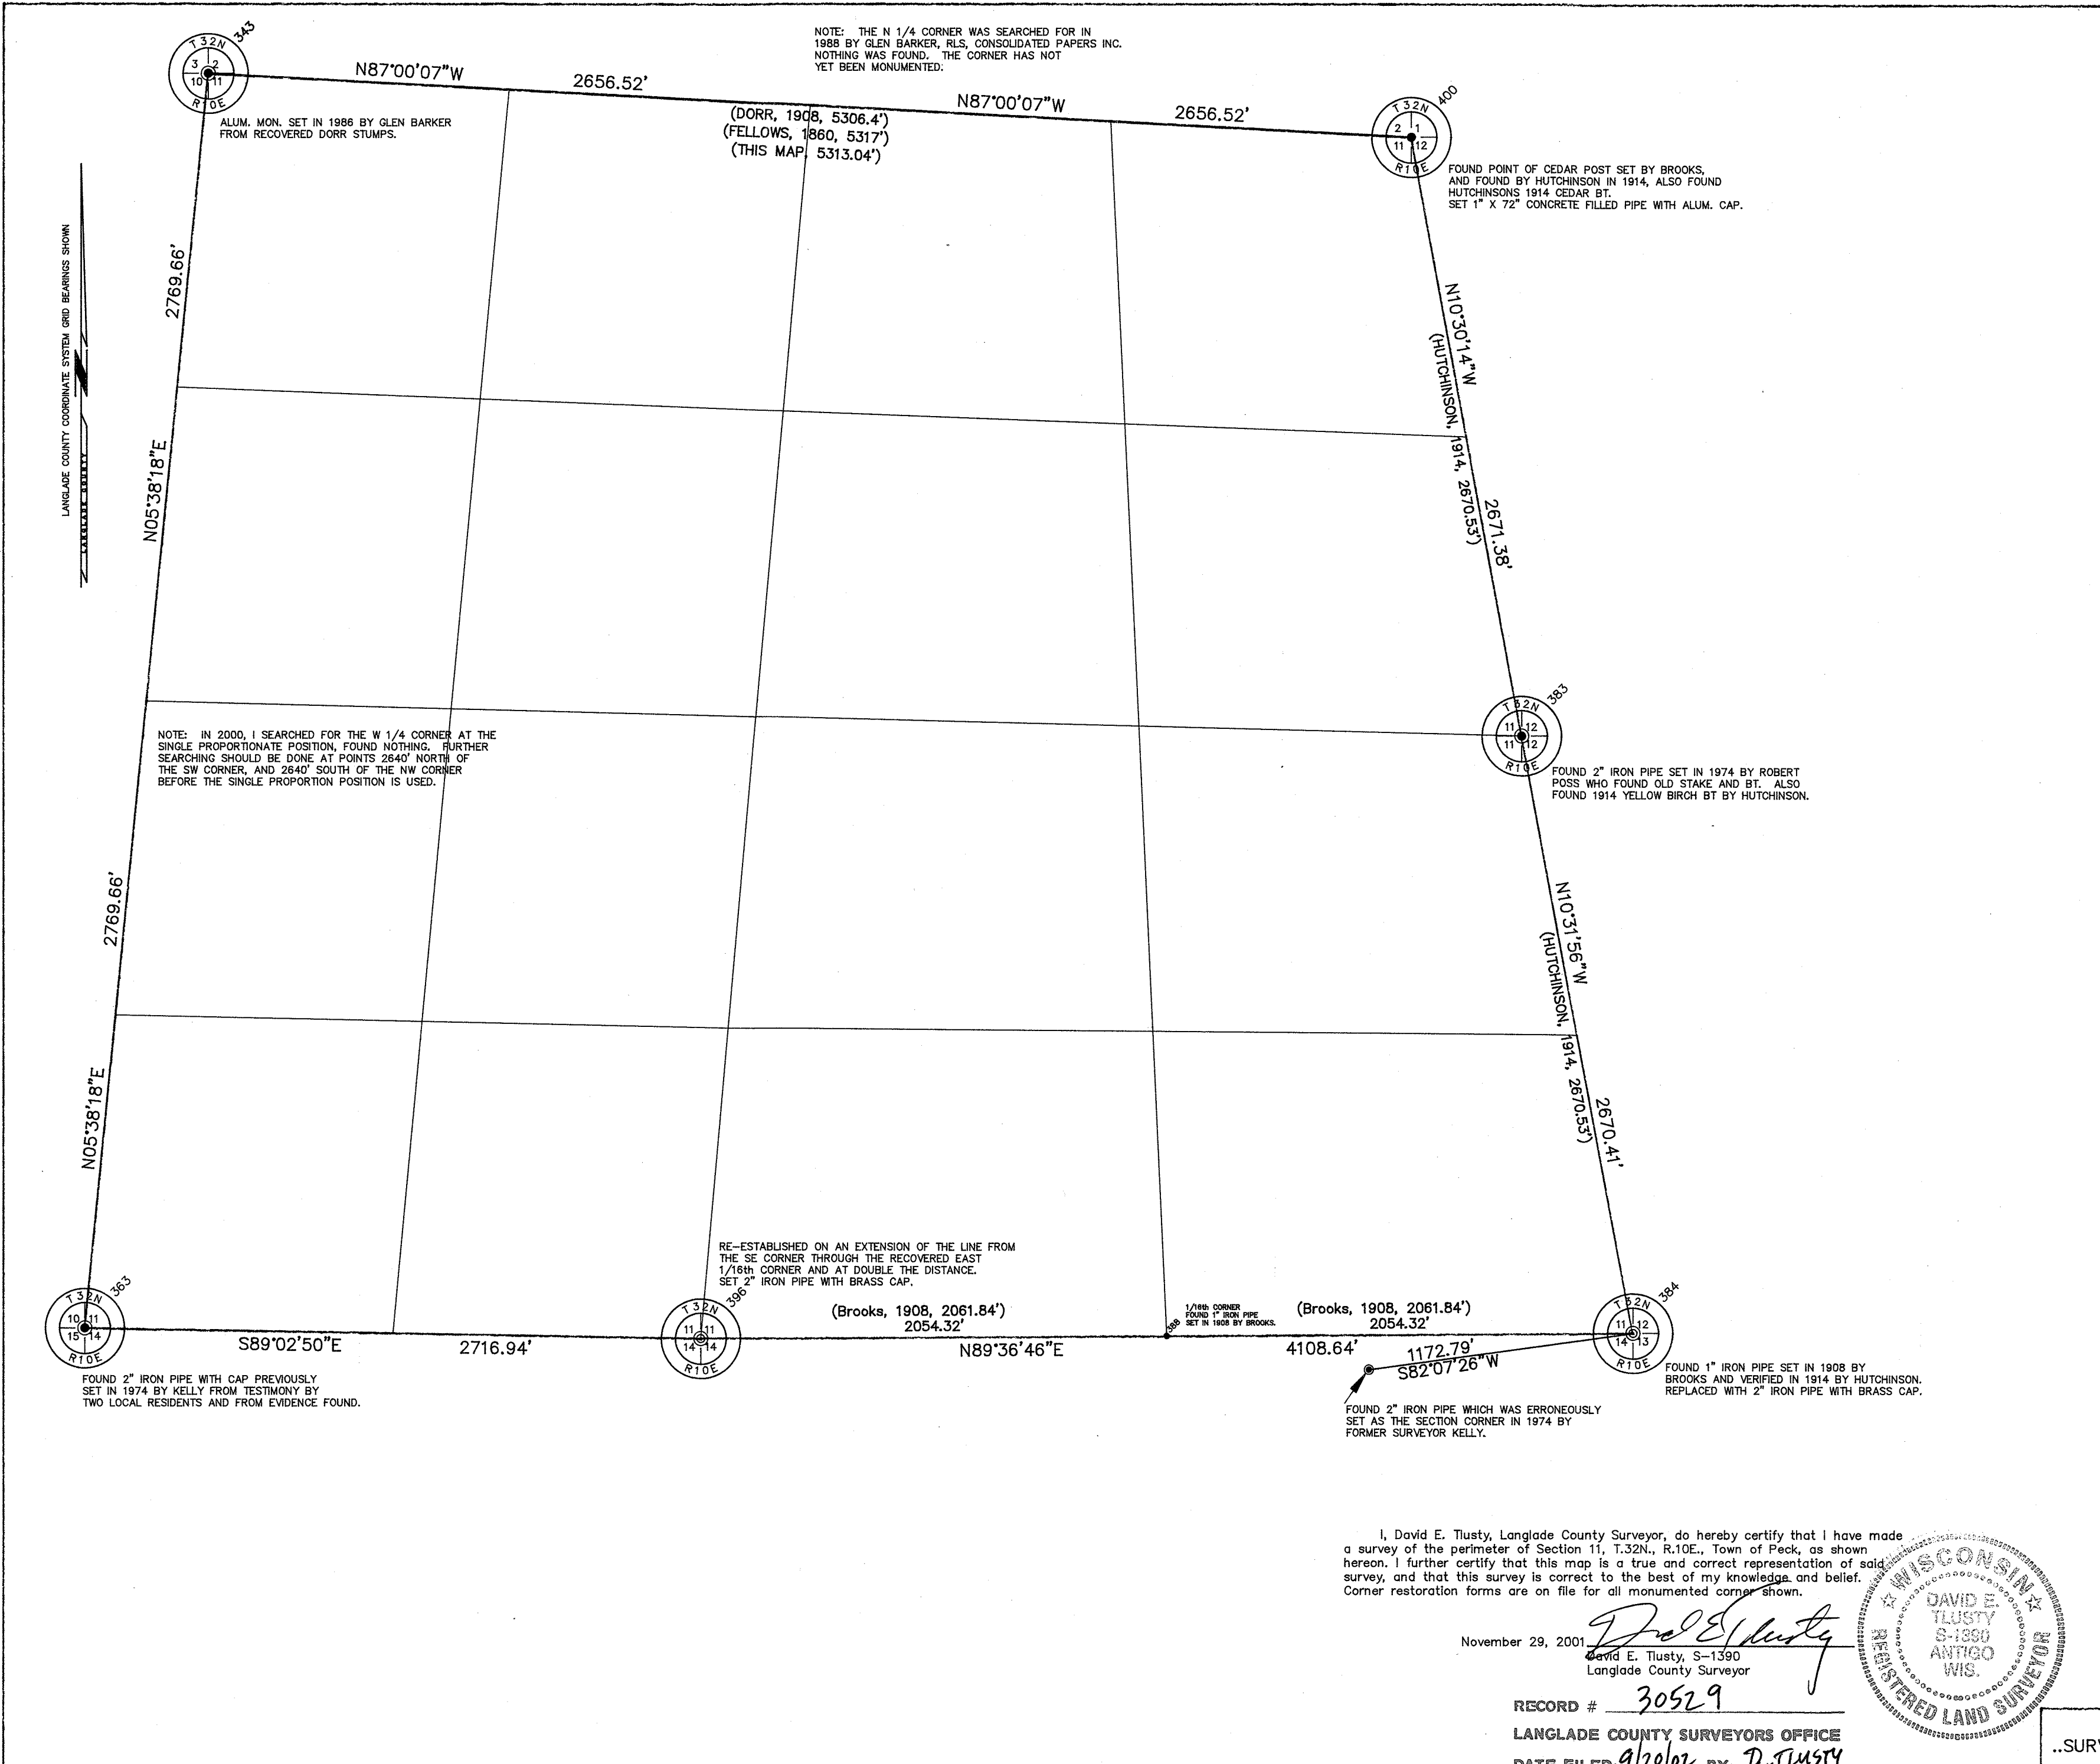 NOTE: THE N 1/4 CORNER WAS SEARCHED FOR IN
1988 BY GLEN BARKER, RLS, CONSOLIDATED PAPERS INC.
NOTHING WAS FOUND. THE CORNER HAS NOT
YET BEEN MONUMENTED.
T32N
343
3 2
10 11
R10E
N87°00'07"W
2656.52'
N87°00'07"W
2656.52'
T32N
400
2 1
11 12
R10E
(DORR, 1908, 5306.4')
(FELLOWS, 1860, 5317')
(THIS MAP, 5313.04')
ALUM. MON. SET IN 1986 BY GLEN BARKER
FROM RECOVERED DORR STUMPS.
FOUND POINT OF CEDAR POST SET BY BROOKS,
AND FOUND BY HUTCHINSON IN 1914, ALSO FOUND
HUTCHINSONS 1914 CEDAR BT.
SET 1" X 72" CONCRETE FILLED PIPE WITH ALUM. CAP.
LANGLADE COUNTY COORDINATE SYSTEM GRID BEARINGS SHOWN
N
LANGLADE COUNTY
2769.66'
N05°38'18"E
N10°30'14"W
(HUTCHINSON, 1914, 2670.53')
2671.38'
T32N
383
11 12
11 12
R10E
NOTE: IN 2000, I SEARCHED FOR THE W 1/4 CORNER AT THE
SINGLE PROPORTIONATE POSITION, FOUND NOTHING. FURTHER
SEARCHING SHOULD BE DONE AT POINTS 2640' NORTH OF
THE SW CORNER, AND 2640' SOUTH OF THE NW CORNER
BEFORE THE SINGLE PROPORTION POSITION IS USED.
FOUND 2" IRON PIPE SET IN 1974 BY ROBERT
POSS WHO FOUND OLD STAKE AND BT. ALSO
FOUND 1914 YELLOW BIRCH BT BY HUTCHINSON.
2769.66'
N05°38'18"E
N10°31'56"W
(HUTCHINSON, 1914, 2670.53')
2670.41'
RE-ESTABLISHED ON AN EXTENSION OF THE LINE FROM
THE SE CORNER THROUGH THE RECOVERED EAST
1/16th CORNER AND AT DOUBLE THE DISTANCE.
SET 2" IRON PIPE WITH BRASS CAP.
T32N
363
10 11
15 14
R10E
S89°02'50"E
2716.94'
T32N
396
11 11
14 14
R10E
(Brooks, 1908, 2061.84')
2054.32'
N89°36'46"E
388
1/16th CORNER
FOUND 1" IRON PIPE
SET IN 1908 BY BROOKS.
(Brooks, 1908, 2061.84')
2054.32'
4108.64'
1172.79'
S82°07'26"W
T32N
384
11 12
14 13
R10E
FOUND 2" IRON PIPE WITH CAP PREVIOUSLY
SET IN 1974 BY KELLY FROM TESTIMONY BY
TWO LOCAL RESIDENTS AND FROM EVIDENCE FOUND.
FOUND 1" IRON PIPE SET IN 1908 BY
BROOKS AND VERIFIED IN 1914 BY HUTCHINSON.
REPLACED WITH 2" IRON PIPE WITH BRASS CAP.
FOUND 2" IRON PIPE WHICH WAS ERRONEOUSLY
SET AS THE SECTION CORNER IN 1974 BY
FORMER SURVEYOR KELLY.
I, David E. Tlusty, Langlade County Surveyor, do hereby certify that I have made
a survey of the perimeter of Section 11, T.32N., R.10E., Town of Peck, as shown
hereon. I further certify that this map is a true and correct representation of said
survey, and that this survey is correct to the best of my knowledge and belief.
Corner restoration forms are on file for all monumented corner shown.
November 29, 2001 David E. Tlusty
David E. Tlusty, S-1390
Langlade County Surveyor
WISCONSIN
DAVID E.
TLUSTY
S-1390
ANTIGO
WIS.
REGISTERED LAND SURVEYOR
RECORD # 30529
LANGLADE COUNTY SURVEYORS OFFICE
DATE FILED 9/20/02 BY D. TLUSTY
..SUR